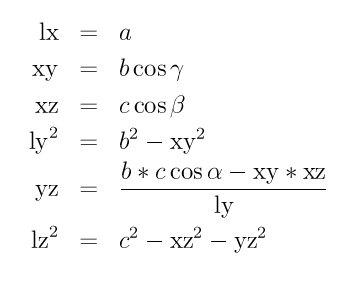 lx = a
xy = b cos γ
xz = c cos β
ly² = b² − xy²
yz = (b ∗ c cos α − xy ∗ xz) / ly
lz² = c² − xz² − yz²